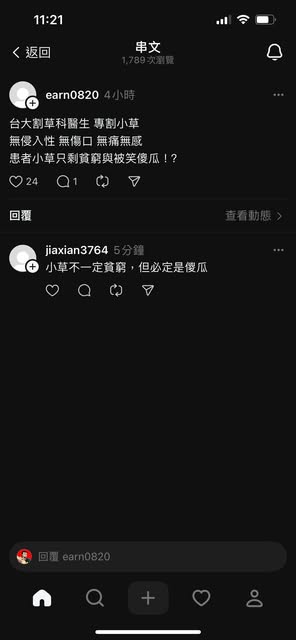 11:21
返回
串文
1,789 次瀏覽
earn0820 4小時
台大割草科醫生 專割小草
無侵入性 無傷口 無痛無感
患者小草只剩貧窮與被笑傻瓜！?
24 1
回覆 查看動態
jiaxian3764 5分鐘
小草不一定貧窮，但必定是傻瓜
回覆 earn0820